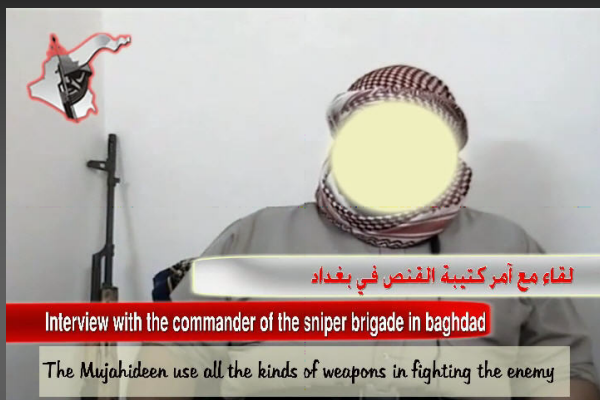 لقاء مع آمر كتيبة القنص في بغداد
Interview with the commander of the sniper brigade in baghdad
The Mujahideen use all the kinds of weapons in fighting the enemy